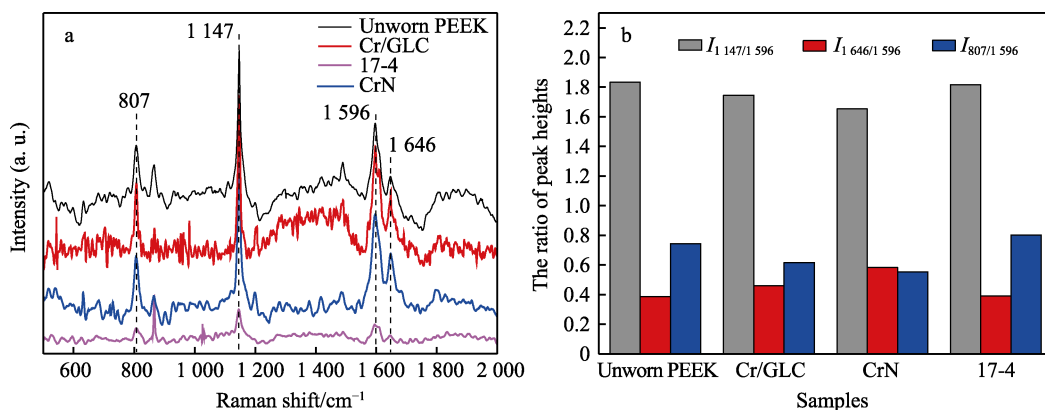 a
Unworn PEEK
Cr/GLC
17-4
CrN
1 147
807
1 596
1 646
Intensity (a. u.)
600 800 1 000 1 200 1 400 1 600 1 800 2 000
Raman shift/cm–1
b
I1 147/1 596 I1 646/1 596 I807/1 596
2.2
2.0
1.8
1.6
1.4
1.2
1.0
0.8
0.6
0.4
0.2
0
The ratio of peak heights
Unworn PEEK Cr/GLC CrN 17-4
Samples